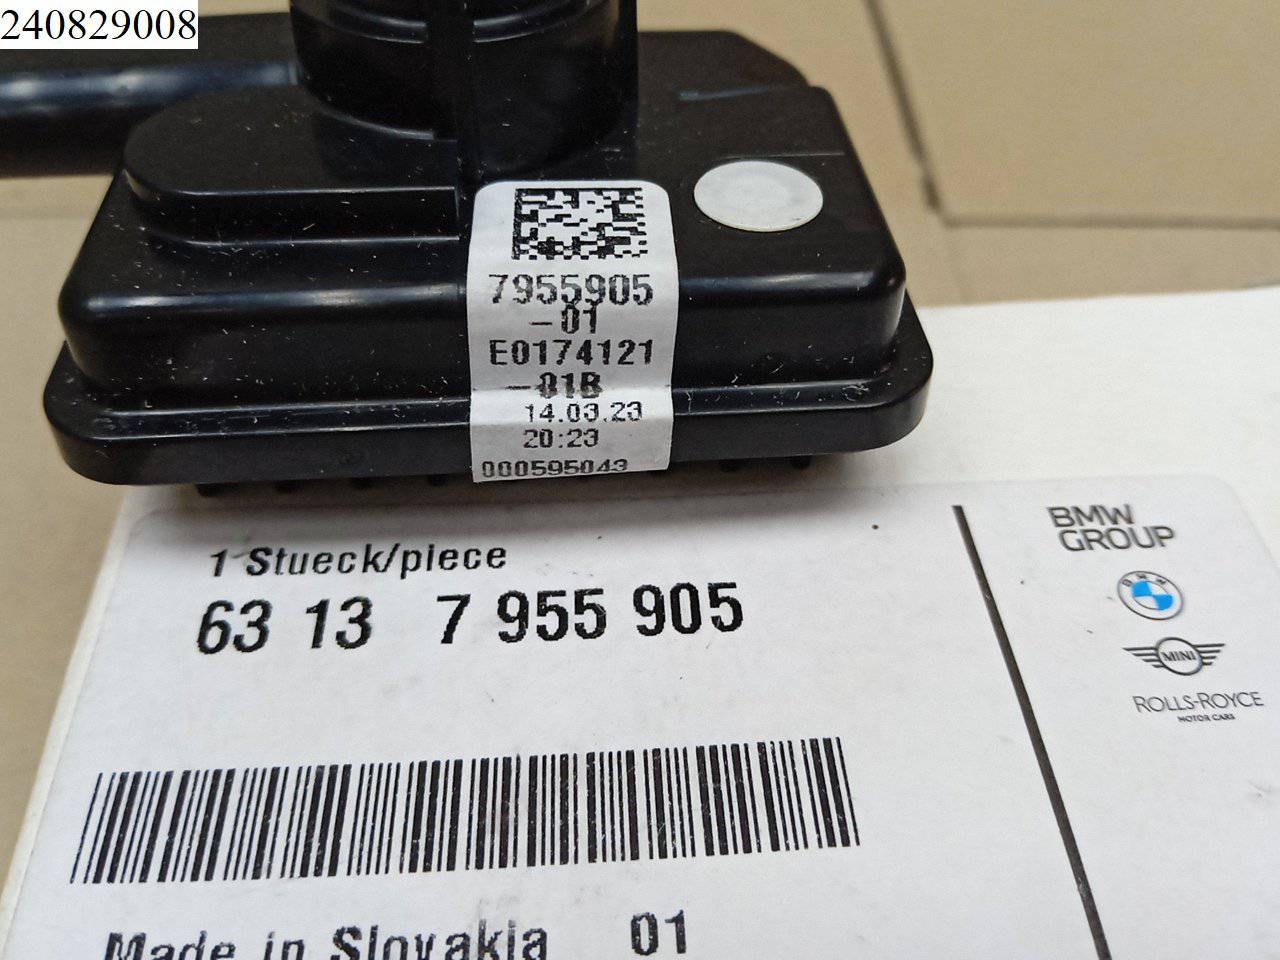 240829008
7955905
-01
E0174121
-01B
14.03.23
20:23
000595043
1 Stueck/piece
63 13 7 955 905
BMW
GROUP
BMW
MINI
ROLLS-ROYCE
MOTOR CARS
Made in Slovakia 01